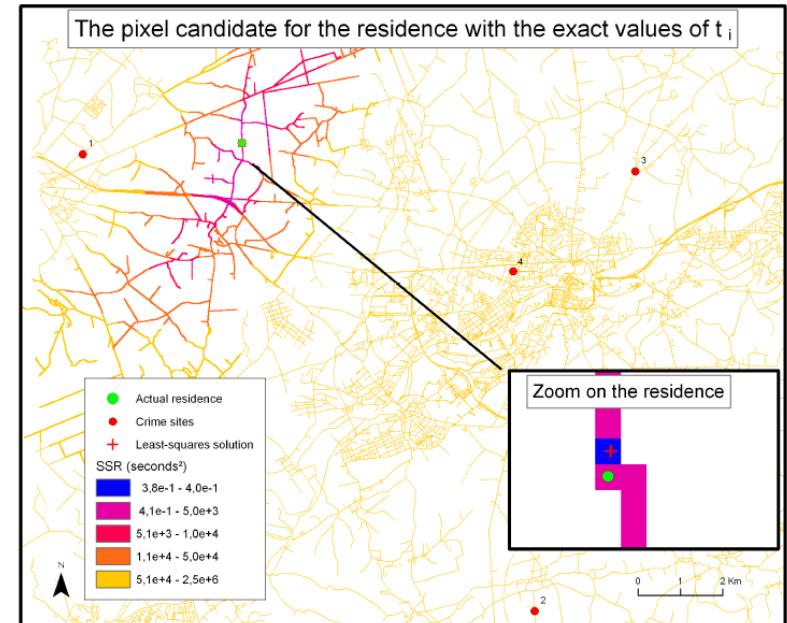 The pixel candidate for the residence with the exact values of t i
1
3
4
Zoom on the residence
Actual residence
Crime sites
Least-squares solution
SSR (seconds²)
3,8e-1 - 4,0e-1
4,1e-1 - 5,0e+3
5,1e+3 - 1,0e+4
1,1e+4 - 5,0e+4
5,1e+4 - 2,5e+6
N
0 1 2 Km
2